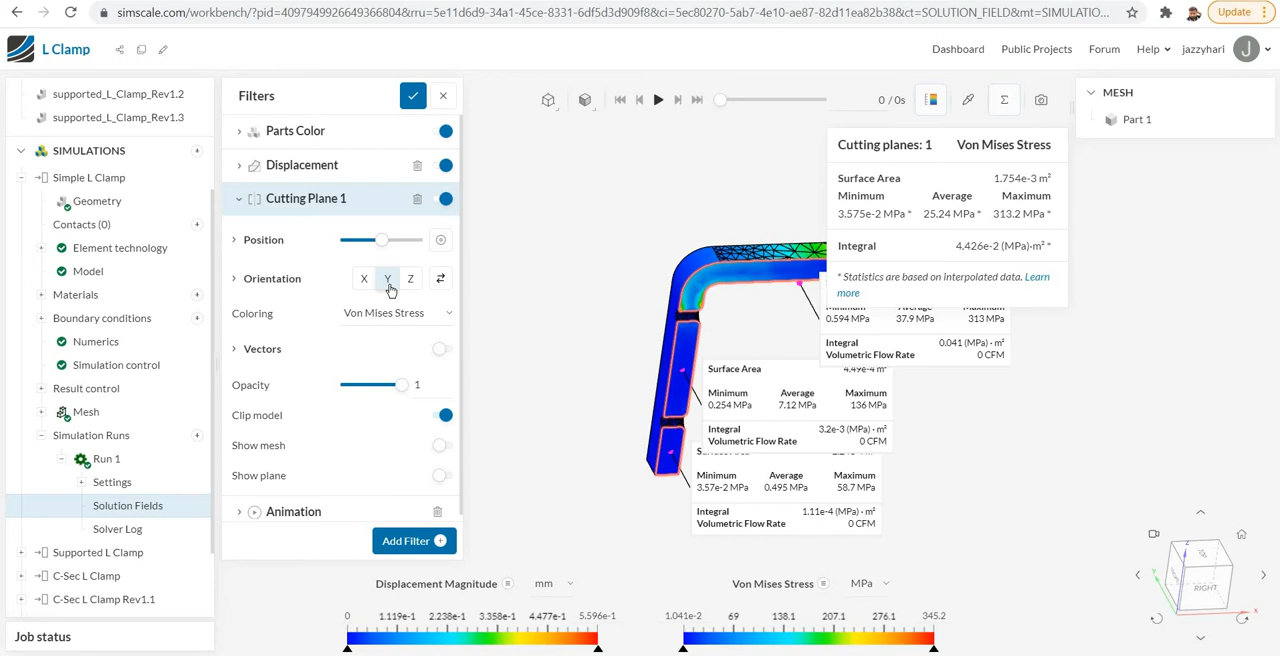 simscale.com/workbench/?pid=4097949926649366804&rru=5e11d6d9-34a1-45ce-8331-6df5d3d909f8&ci=5ec80270-5ab7-4e10-ae87-82d11ea82b38&ct=SOLUTION_FIELD&mt=SIMULATIO...
Update
L Clamp
Dashboard
Public Projects
Forum
Help
jazzyhari
J
supported_L_Clamp_Rev1.2
supported_L_Clamp_Rev1.3
SIMULATIONS
Simple L Clamp
Geometry
Contacts (0)
Element technology
Model
Materials
Boundary conditions
Numerics
Simulation control
Result control
Mesh
Simulation Runs
Run 1
Settings
Solution Fields
Solver Log
Supported L Clamp
C-Sec L Clamp
C-Sec L Clamp Rev1.1
Job status
Filters
Parts Color
Displacement
Cutting Plane 1
Position
Orientation X Y Z
Coloring Von Mises Stress
Vectors
Opacity 1
Clip model
Show mesh
Show plane
Animation
Add Filter
0 / 0s
Σ
MESH
Part 1
Cutting planes: 1 Von Mises Stress
Surface Area 1.754e-3 m²
Minimum Average Maximum
3.575e-2 MPa * 25.24 MPa * 313.2 MPa *
Integral 4.426e-2 (MPa)·m² *
* Statistics are based on interpolated data. Learn
more
Minimum Average Maximum
0.594 MPa 37.9 MPa 313 MPa
Integral 0.041 (MPa) · m²
Volumetric Flow Rate 0 CFM
Surface Area 4.49e-4 m²
Minimum Average Maximum
0.254 MPa 7.12 MPa 136 MPa
Integral 3.2e-3 (MPa) · m²
Volumetric Flow Rate 0 CFM
Surface Area
Minimum Average Maximum
3.57e-2 MPa 0.495 MPa 58.7 MPa
Integral 1.11e-4 (MPa) · m²
Volumetric Flow Rate 0 CFM
Displacement Magnitude mm
0 1.119e-1 2.238e-1 3.358e-1 4.477e-1 5.596e-1
Von Mises Stress MPa
1.041e-2 69 138.1 207.1 276.1 345.2
Z
TOP
RIGHT
Y
X